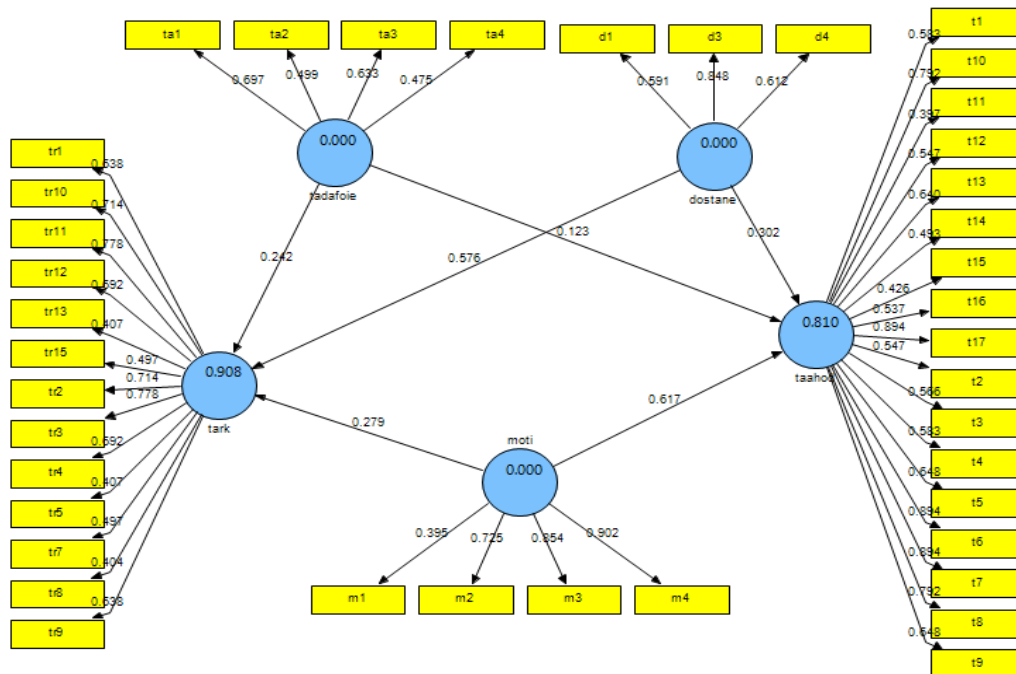 ta1
ta2
ta3
ta4
d1
d3
d4
0.697
0.499
0.633
0.475
0.591
0.848
0.612
0.000
tadafoie
0.000
dostane
tr1
tr10
tr11
tr12
tr13
tr15
tr2
tr3
tr4
tr5
tr7
tr8
tr9
0.638
0.714
0.778
0.692
0.407
0.497
0.714
0.778
0.692
0.407
0.497
0.404
0.638
0.242
0.576
0.123
0.302
0.908
tark
0.810
0.279
0.617
moti
0.000
0.395
0.725
0.854
0.902
m1
m2
m3
m4
0.583
0.792
0.397
0.547
0.640
0.493
0.426
0.537
0.894
0.547
0.566
0.583
0.648
0.894
0.894
0.792
0.648
t1
t10
t11
t12
t13
t14
t15
t16
t17
t2
t3
t4
t5
t6
t7
t8
t9